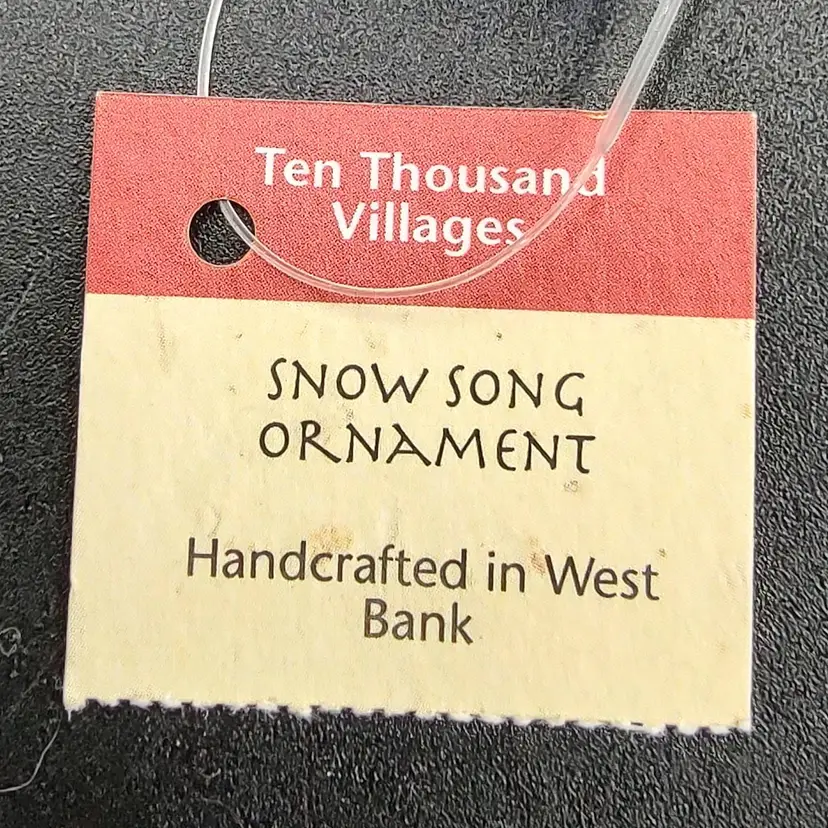 Ten Thousand
Villages
SNOW SONG
ORNAMENT
Handcrafted in West
Bank